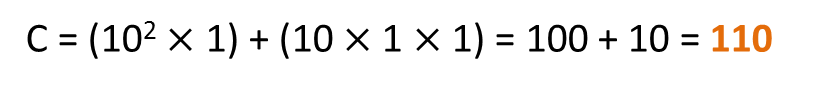 C = (10² × 1) + (10 × 1 × 1) = 100 + 10 = 110